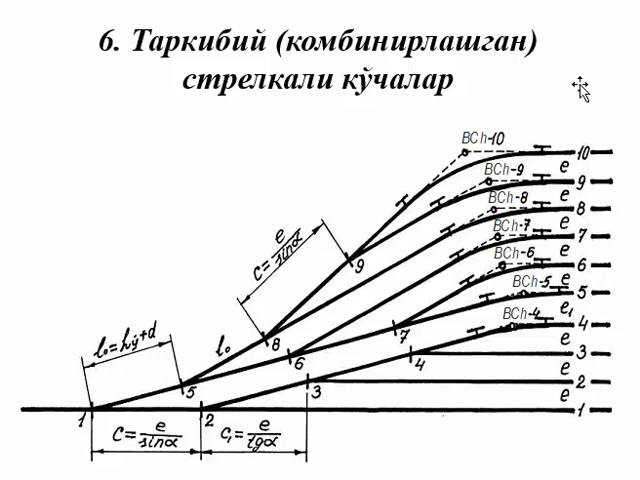 6. Таркибий (комбинирлашган)
стрелкали кўчалар
BCh-10
10
e
BCh-9
9
e
BCh-8
8
e
BCh-7
7
e
BCh-6
6
e
BCh-5
5
e₁
BCh-4
4
e
3
e
2
e
1
C = e/sinα
9
8
l₀
l₀=hў+d
7
6
5
4
3
1
2
C = e/sinα
C₁ = e/tgα